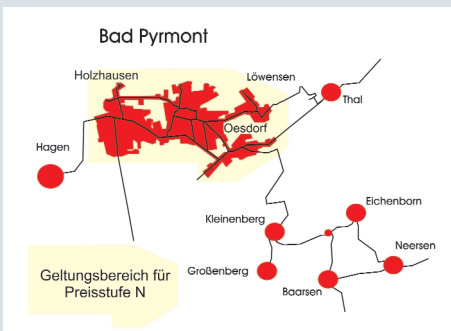 Bad Pyrmont
Holzhausen
Löwensen
Thal
Oesdorf
Hagen
Eichenborn
Kleinenberg
Neersen
Großenberg
Baarsen
Geltungsbereich für
Preisstufe N